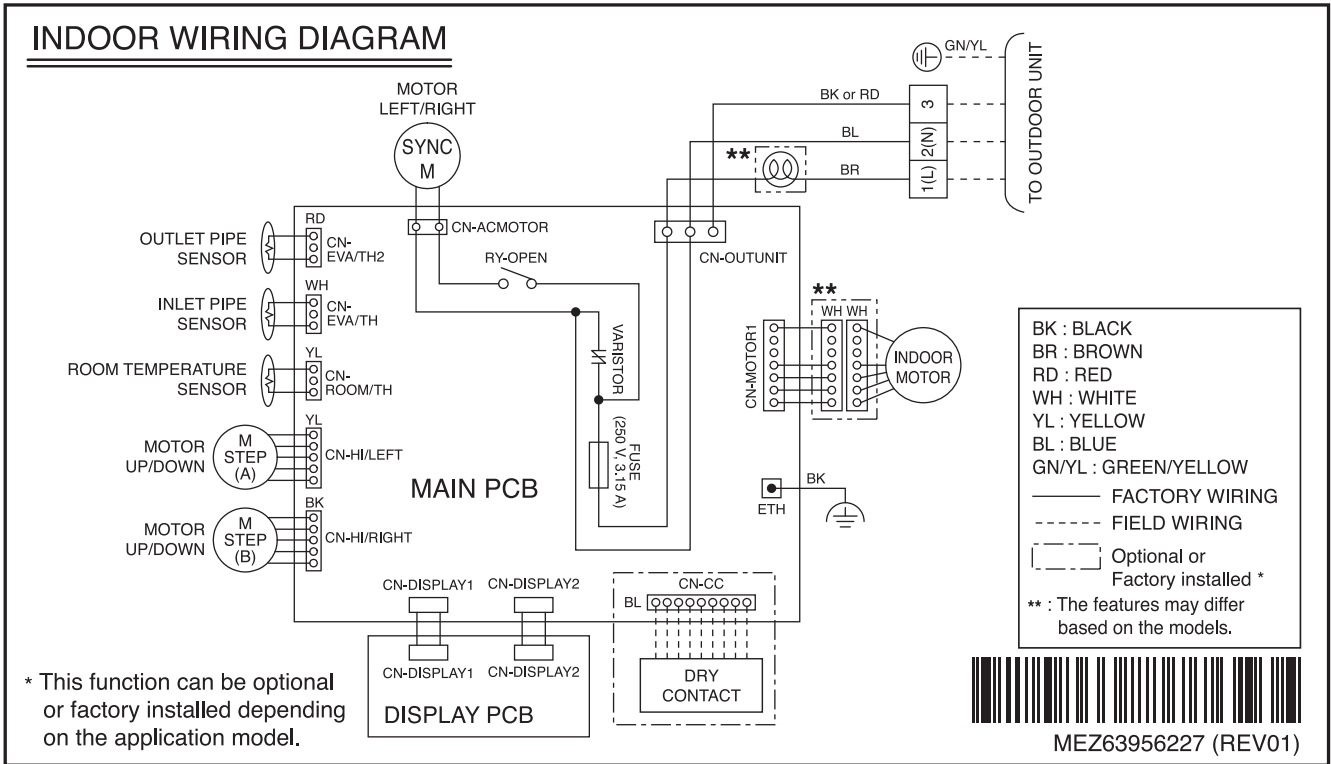 INDOOR WIRING DIAGRAM
MOTOR
LEFT/RIGHT
SYNC
M
GN/YL
BK or RD
3
BL
2(N)
**
BR
1(L)
TO OUTDOOR UNIT
CN-ACMOTOR
RY-OPEN
CN-OUTUNIT
OUTLET PIPE
SENSOR
RD
CN-
EVA/TH2
INLET PIPE
SENSOR
WH
CN-
EVA/TH
ROOM TEMPERATURE
SENSOR
YL
CN-
ROOM/TH
MOTOR
UP/DOWN
M
STEP
(A)
YL
CN-HI/LEFT
MOTOR
UP/DOWN
M
STEP
(B)
BK
CN-HI/RIGHT
VARISTOR
FUSE
(250 V, 3.15 A)
MAIN PCB
**
WH WH
CN-MOTOR1
INDOOR
MOTOR
ETH
BK
CN-DISPLAY1 CN-DISPLAY2
CN-DISPLAY1 CN-DISPLAY2
DISPLAY PCB
CN-CC
BL
DRY
CONTACT
BK : BLACK
BR : BROWN
RD : RED
WH : WHITE
YL : YELLOW
BL : BLUE
GN/YL : GREEN/YELLOW
FACTORY WIRING
FIELD WIRING
Optional or
Factory installed *
** : The features may differ
based on the models.
* This function can be optional
or factory installed depending
on the application model.
MEZ63956227 (REV01)